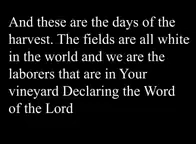 And these are the days of the
harvest. The fields are all white
in the world and we are the
laborers that are in Your
vineyard Declaring the Word
of the Lord